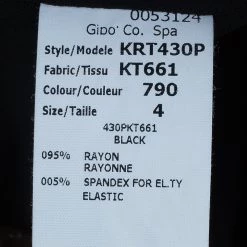 0053124
Gibo' Co. Spa
Style/Modele KRT430P
Fabric/Tissu KT661
Colour/Couleur 790
Size/Taille 4
430PKT661
BLACK
095% RAYON
RAYONNE
005% SPANDEX FOR EL.TY
ELASTIC